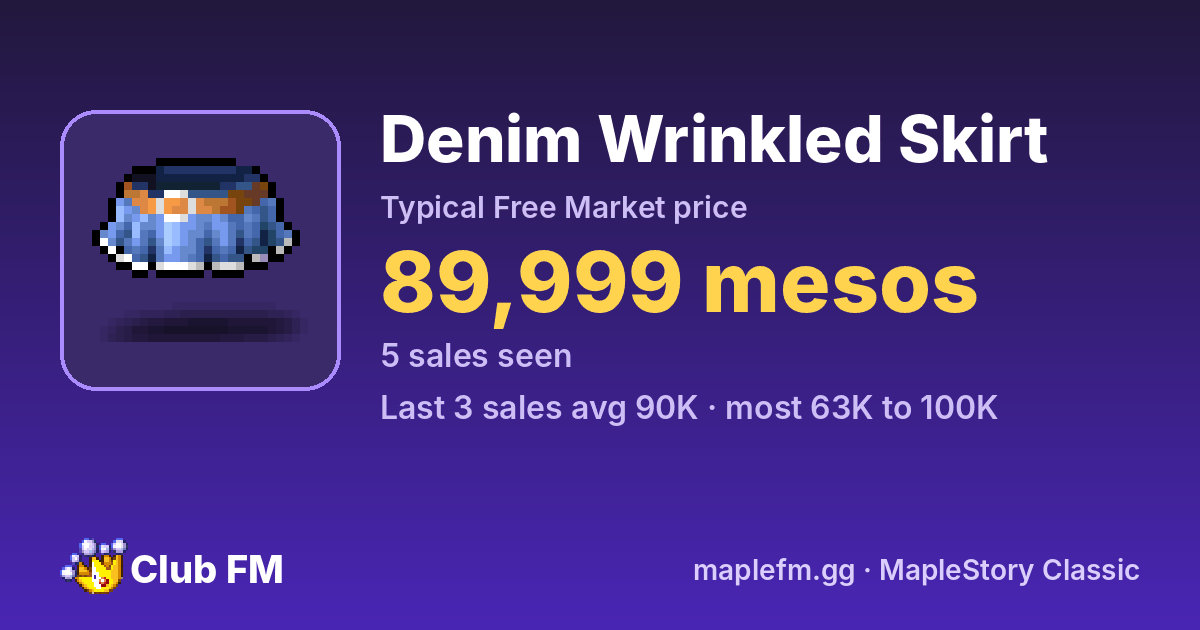 Denim Wrinkled Skirt
Typical Free Market price
89,999 mesos
5 sales seen
Last 3 sales avg 90K · most 63K to 100K
Club FM
maplefm.gg · MapleStory Classic